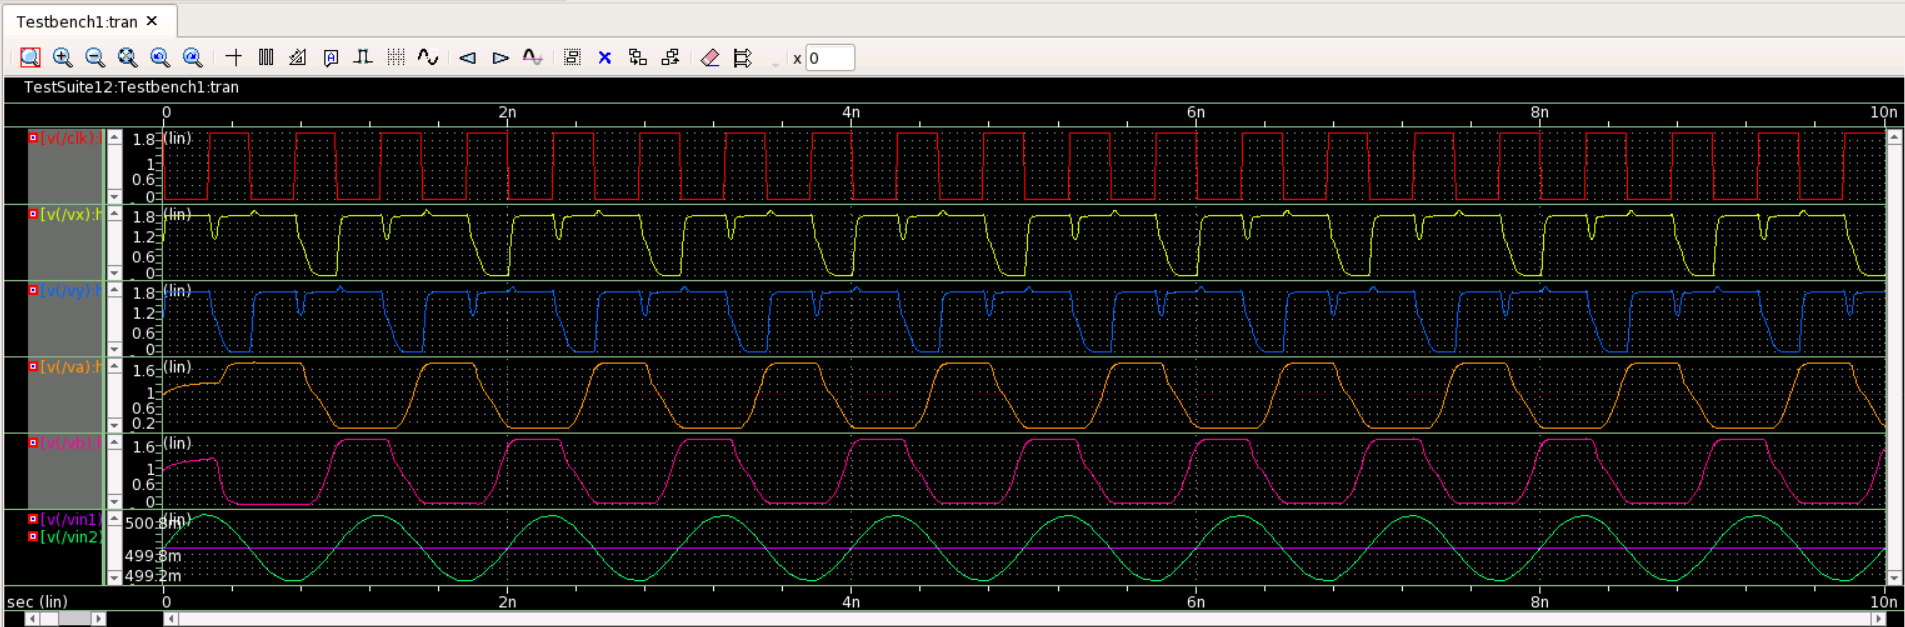 Testbench1:tran ×
x 0
TestSuite12:Testbench1:tran
0 2n 4n 6n 8n 10n
[v(/clk):
1.8 (lin)
1
0.6
0
[v(/vx):h
1.8 (lin)
1.2
0.6
0
[v(/vy):h
1.8 (lin)
1.2
0.6
0
[v(/va):h
1.6 (lin)
1
0.6
0.2
[v(/vb):
1.6 (lin)
1
0.6
0
[v(/vin1)
[v(/vin2)
500.8m (lin)
499.8m
499.2m
sec (lin) 0 2n 4n 6n 8n 10n